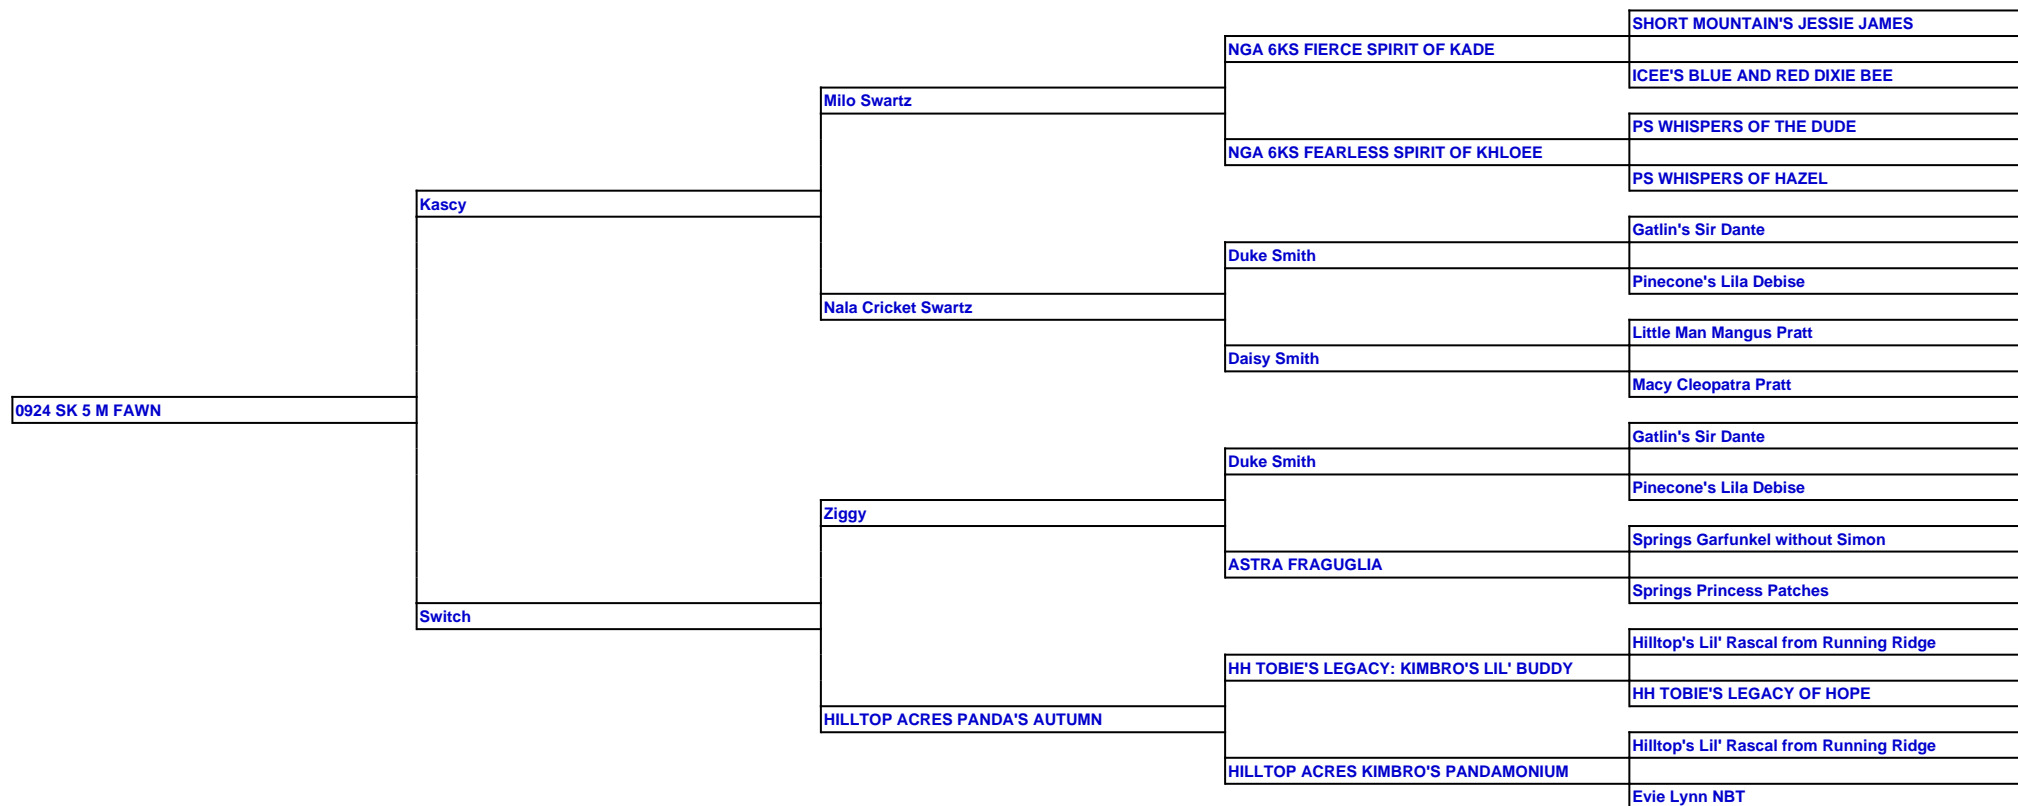 SHORT MOUNTAIN'S JESSIE JAMES
NGA 6KS FIERCE SPIRIT OF KADE
ICEE'S BLUE AND RED DIXIE BEE
Milo Swartz
PS WHISPERS OF THE DUDE
NGA 6KS FEARLESS SPIRIT OF KHLOEE
PS WHISPERS OF HAZEL
Kascy
Gatlin's Sir Dante
Duke Smith
Pinecone's Lila Debise
Nala Cricket Swartz
Little Man Mangus Pratt
Daisy Smith
Macy Cleopatra Pratt
0924 SK 5 M FAWN
Gatlin's Sir Dante
Duke Smith
Pinecone's Lila Debise
Ziggy
Springs Garfunkel without Simon
ASTRA FRAGUGLIA
Springs Princess Patches
Switch
Hilltop's Lil' Rascal from Running Ridge
HH TOBIE'S LEGACY: KIMBRO'S LIL' BUDDY
HH TOBIE'S LEGACY OF HOPE
HILLTOP ACRES PANDA'S AUTUMN
Hilltop's Lil' Rascal from Running Ridge
HILLTOP ACRES KIMBRO'S PANDAMONIUM
Evie Lynn NBT